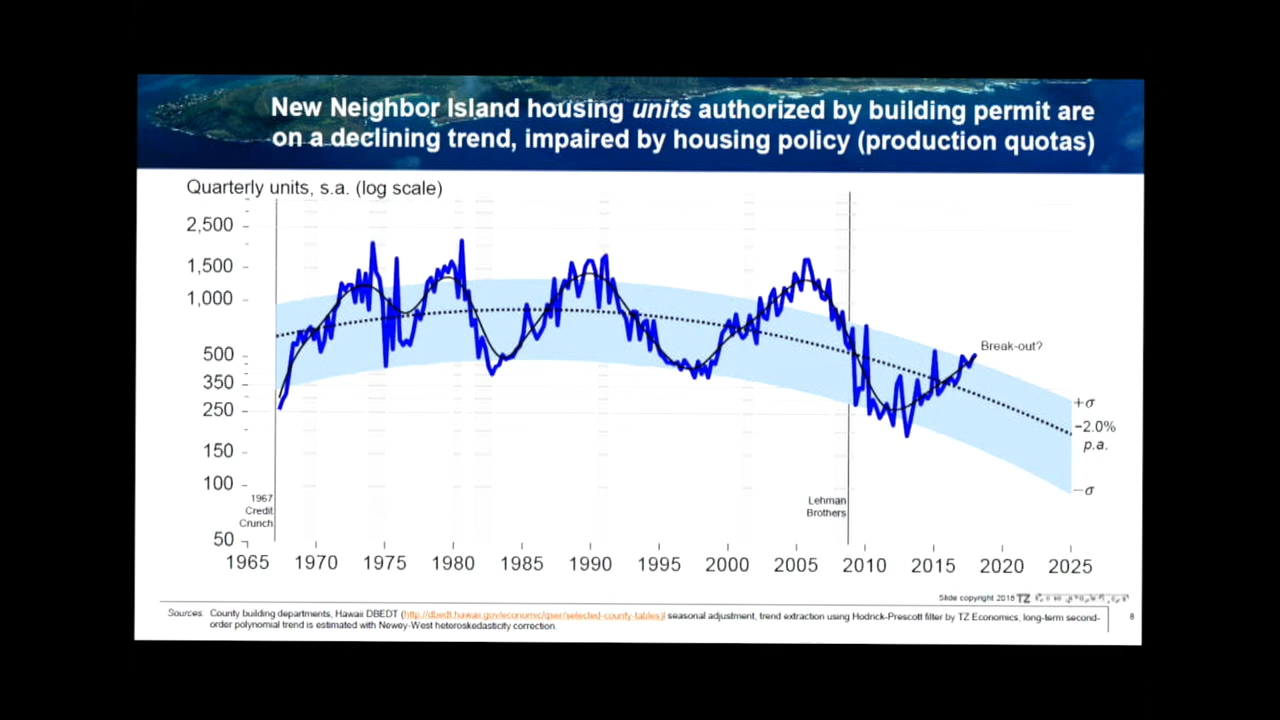 New Neighbor Island housing units authorized by building permit are
on a declining trend, impaired by housing policy (production quotas)
Quarterly units, s.a. (log scale)
2,500
1,500
1,000
500
350
250
150
100
50
Break-out?
+σ
−2.0%
p.a.
−σ
1967
Credit
Crunch
Lehman
Brothers
1965 1970 1975 1980 1985 1990 1995 2000 2005 2010 2015 2020 2025
Slide copyright 2018 TZ
Sources: County building departments, Hawaii DBEDT (http://dbedt.hawaii.gov/economic/qser/selected-county-tables)/ seasonal adjustment, trend extraction using Hodrick-Prescott filter by TZ Economics, long-term second-
order polynomial trend is estimated with Newey-West heteroskedasticity correction.
8